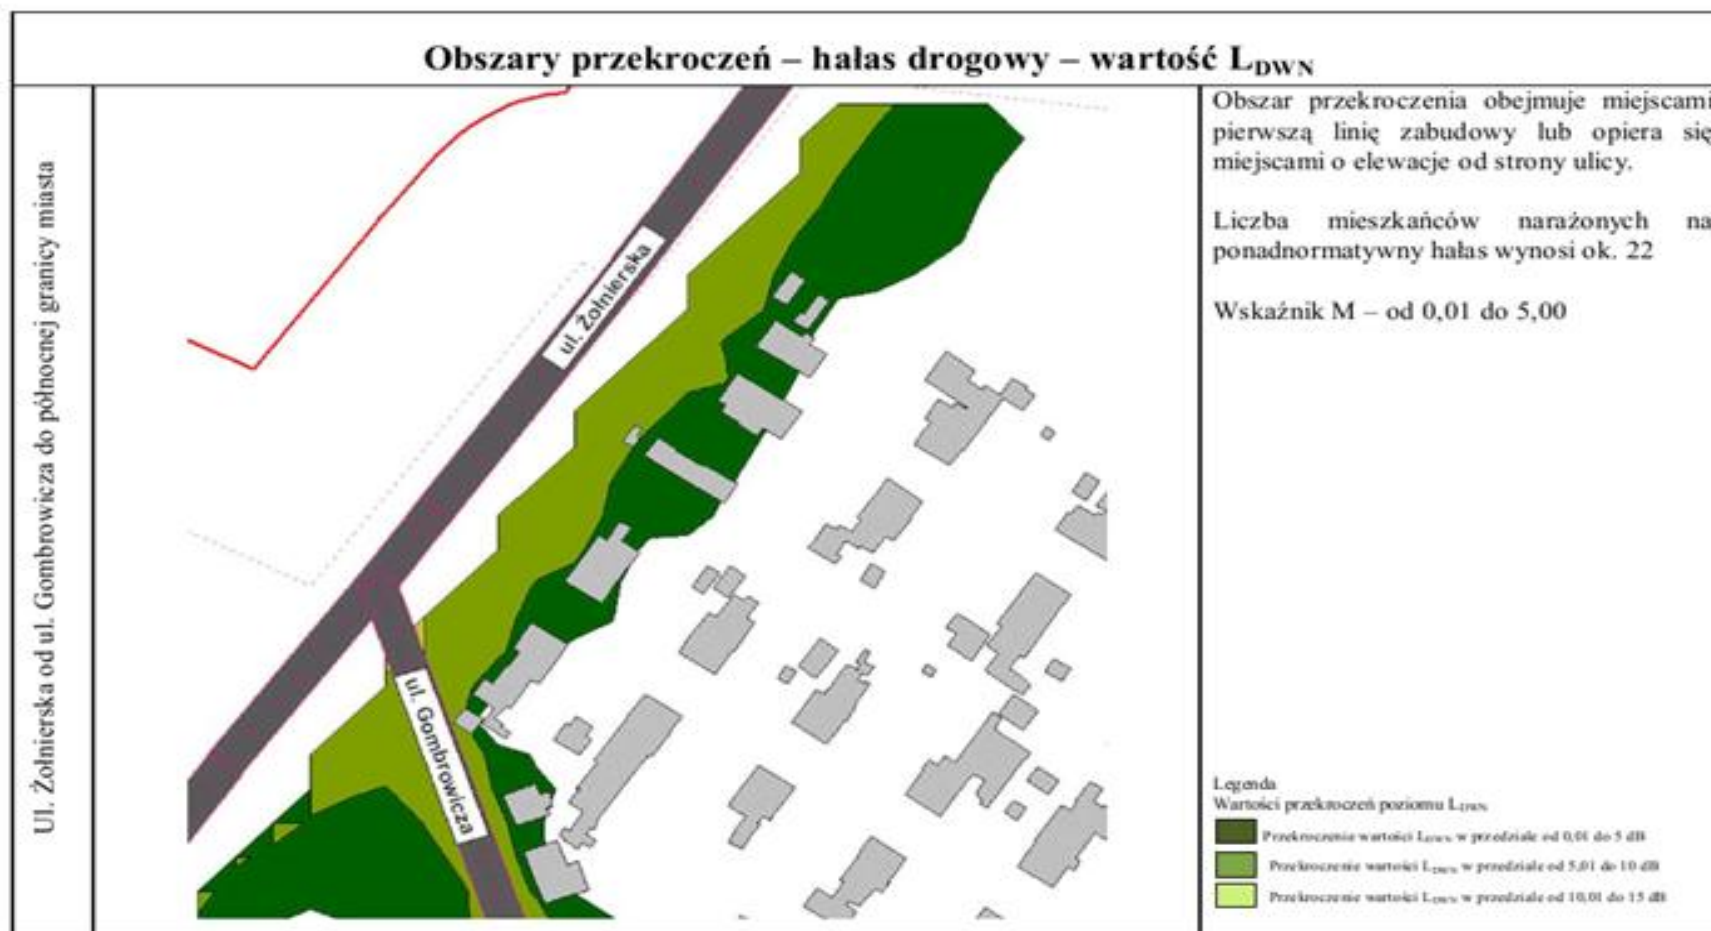 Obszary przekroczeń – hałas drogowy – wartość LDWN
Ul. Żołnierska od ul. Gombrowicza do północnej granicy miasta
ul. Żołnierska
ul. Gombrowicza
Obszar przekroczenia obejmuje miejscami
pierwszą linię zabudowy lub opiera się
miejscami o elewacje od strony ulicy.
Liczba mieszkańców narażonych na
ponadnormatywny hałas wynosi ok. 22
Wskaźnik M – od 0,01 do 5,00
Legenda
Wartości przekroczeń poziomu LDWN
Przekroczenie wartości LDWN w przedziale od 0,01 do 5 dB
Przekroczenie wartości LDWN w przedziale od 5,01 do 10 dB
Przekroczenie wartości LDWN w przedziale od 10,01 do 15 dB